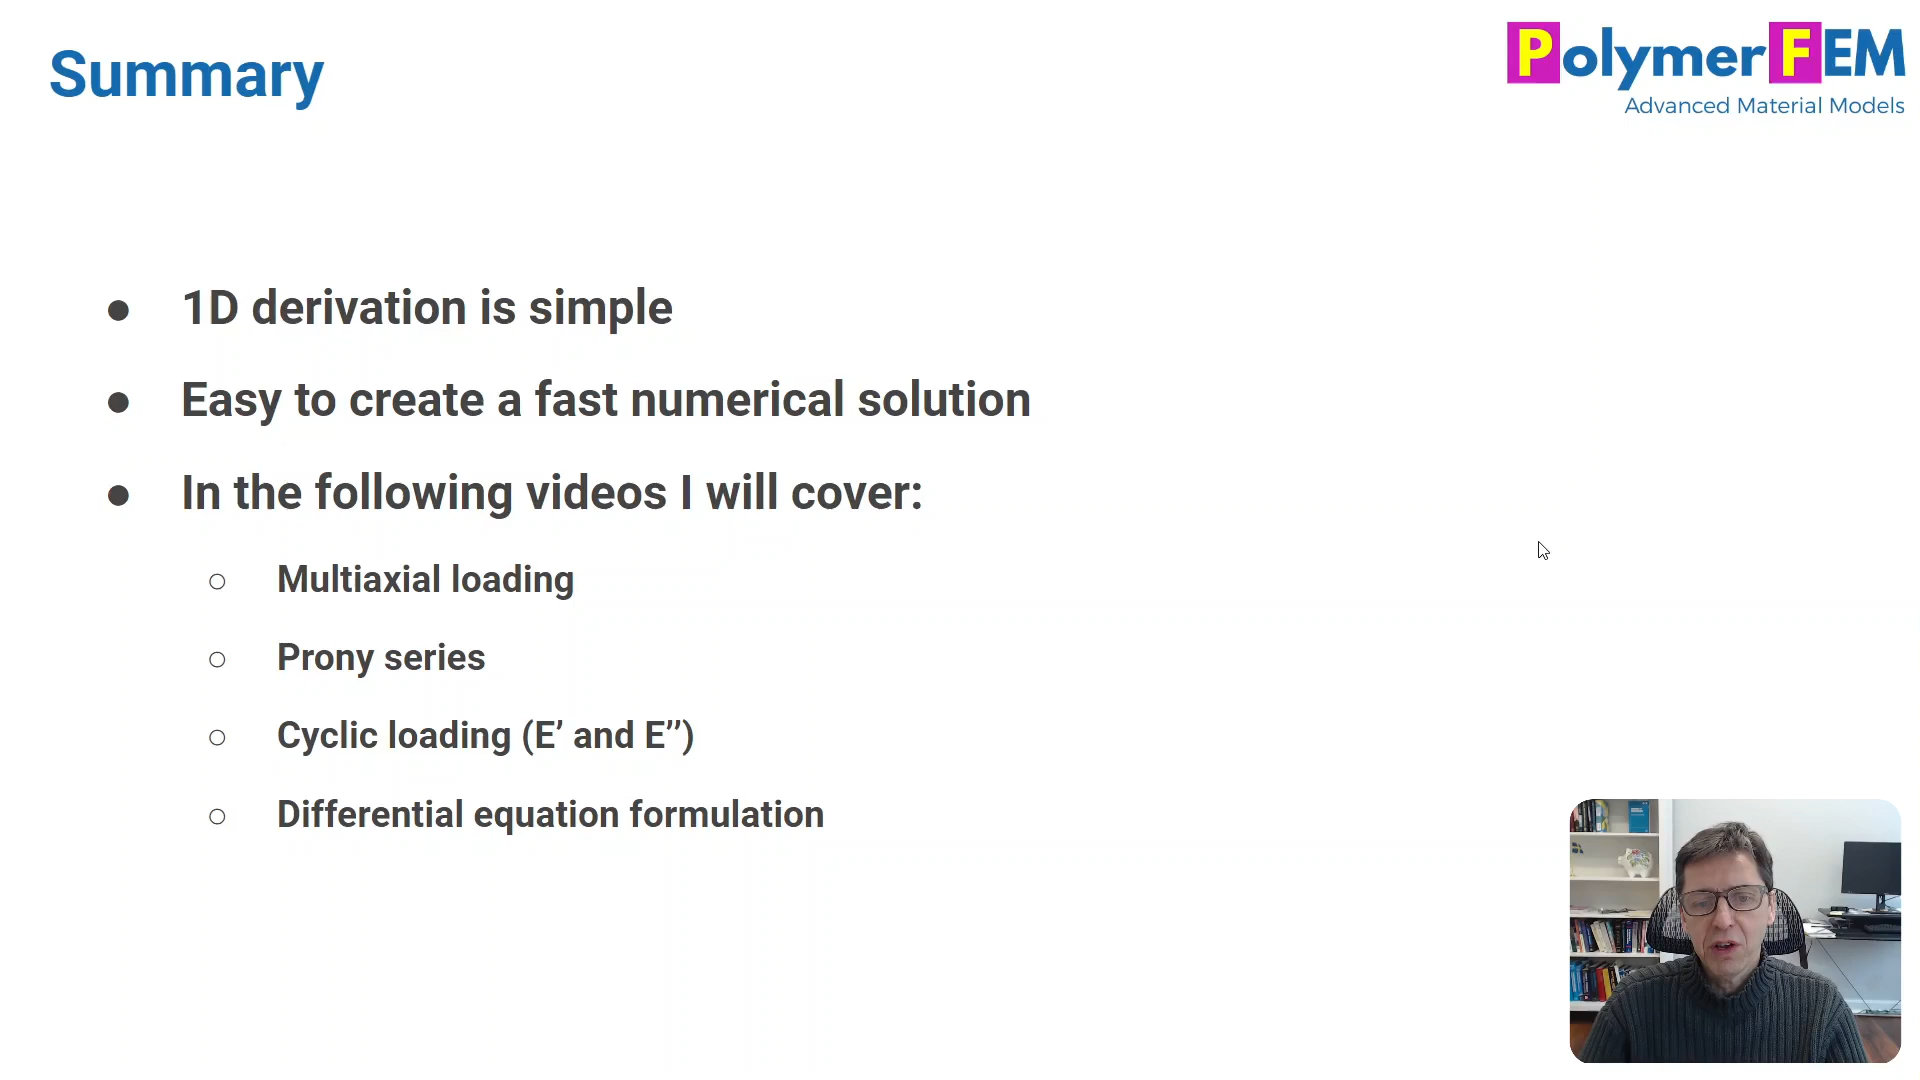 Summary
PolymerFEM
Advanced Material Models
● 1D derivation is simple
● Easy to create a fast numerical solution
● In the following videos I will cover:
○ Multiaxial loading
○ Prony series
○ Cyclic loading (E’ and E’’)
○ Differential equation formulation